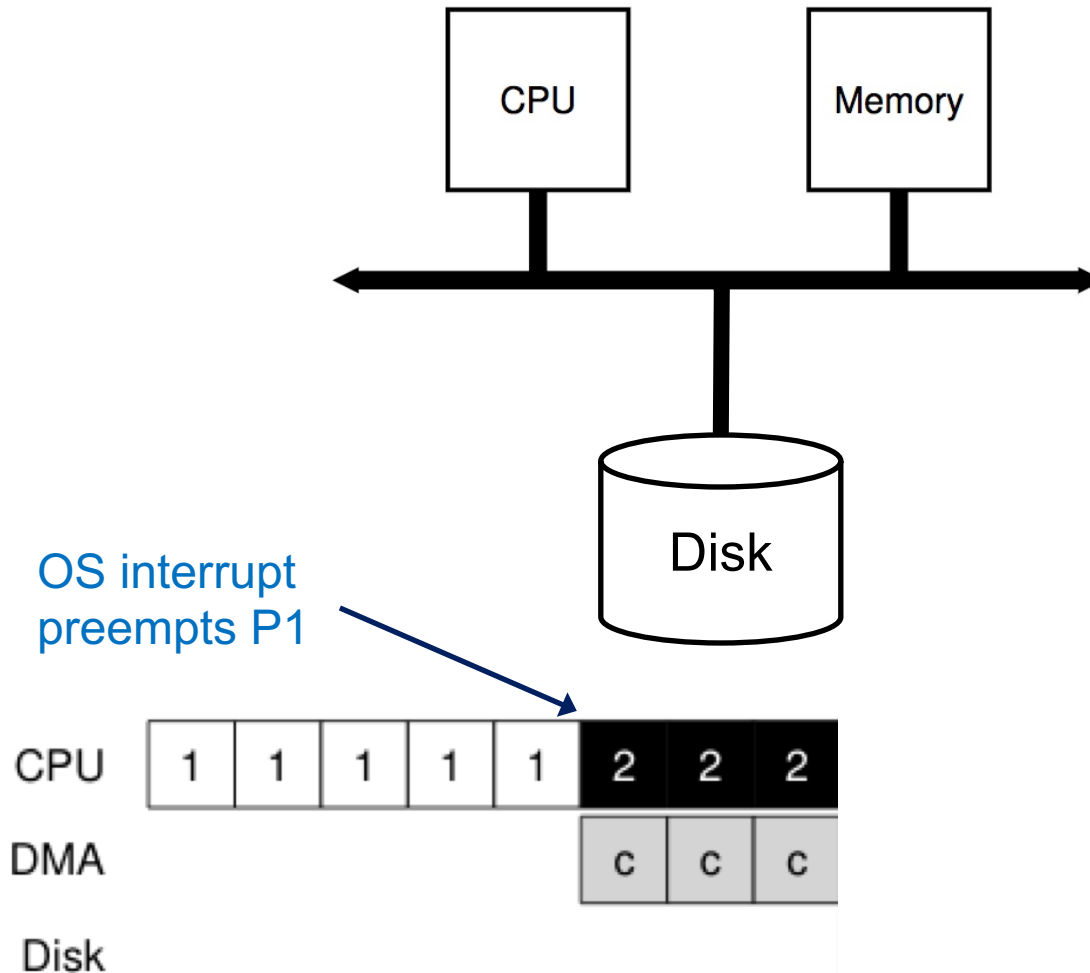 CPU
Memory
Disk
OS interrupt
preempts P1
CPU 1 1 1 1 1 2 2 2
DMA c c c
Disk